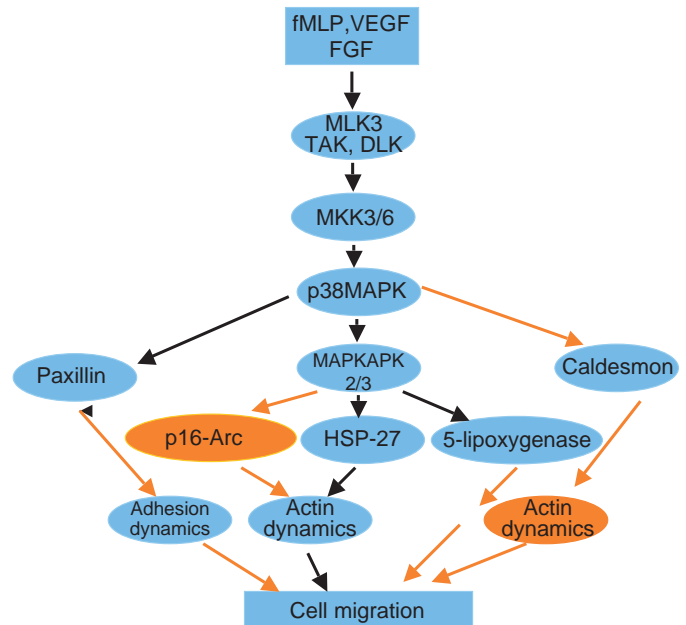 fMLP,VEGF
FGF
MLK3
TAK, DLK
MKK3/6
p38MAPK
Paxillin
MAPKAPK
2/3
Caldesmon
p16-Arc
HSP-27
5-lipoxygenase
Adhesion
dynamics
Actin
dynamics
Actin
dynamics
Cell migration